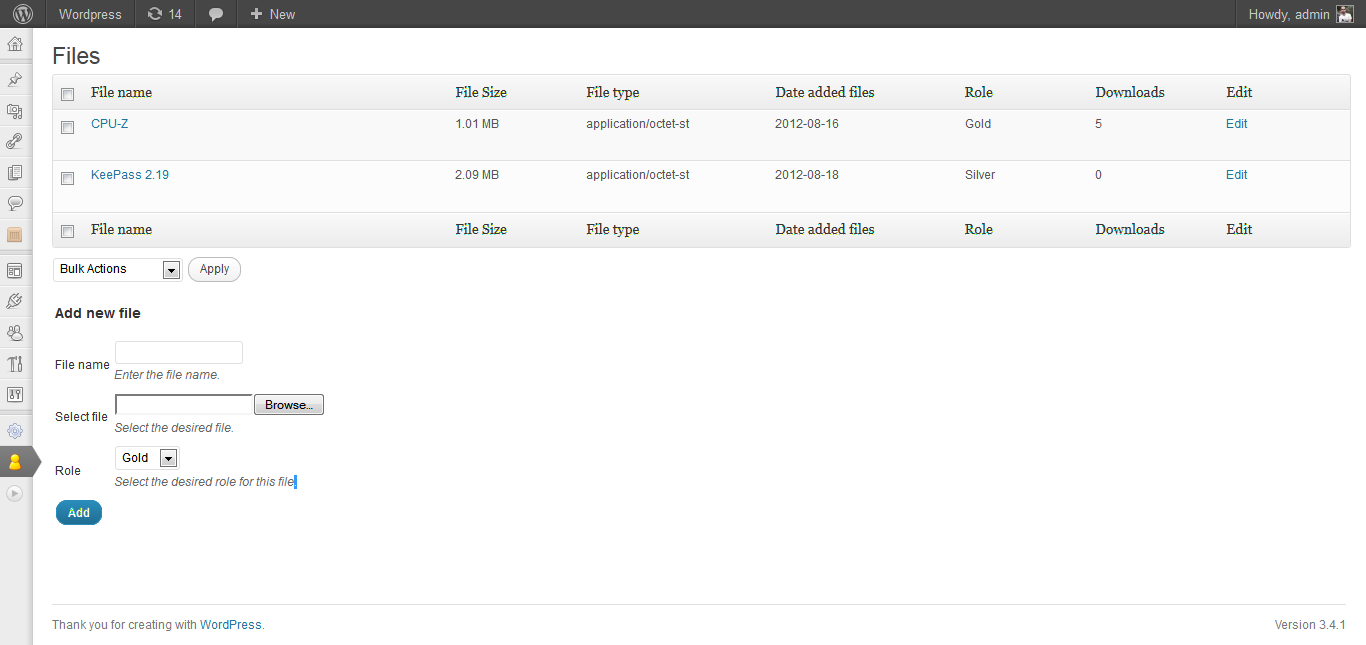 Wordpress 14 + New Howdy, admin
Files
File name File Size File type Date added files Role Downloads Edit
CPU-Z 1.01 MB application/octet-st 2012-08-16 Gold 5 Edit
KeePass 2.19 2.09 MB application/octet-st 2012-08-18 Silver 0 Edit
File name File Size File type Date added files Role Downloads Edit
Bulk Actions Apply
Add new file
File name
Enter the file name.
Select file Browse...
Select the desired file.
Role Gold
Select the desired role for this file.
Add
Thank you for creating with WordPress. Version 3.4.1